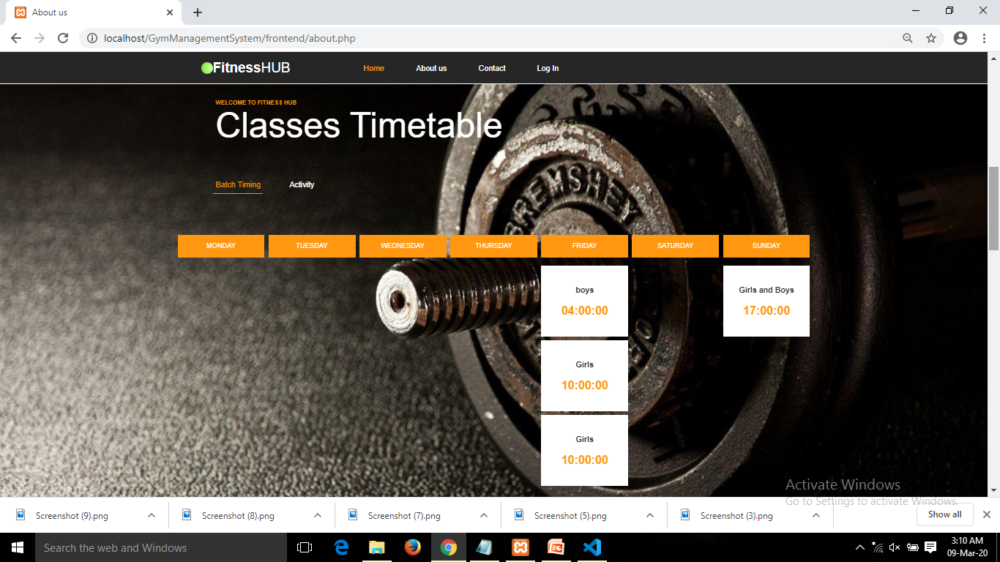 About us
localhost/GymManagementSystem/frontend/about.php
FitnessHUB Home About us Contact Log In
WELCOME TO FITNESS HUB
Classes Timetable
Batch Timing Activity
BREMSHEY
MONDAY TUESDAY WEDNESDAY THURSDAY FRIDAY SATURDAY SUNDAY
boys Girls and Boys
04:00:00 17:00:00
Girls
10:00:00
Girls
10:00:00
Activate Windows
Go to Settings to activate Windows.
Screenshot (9).png Screenshot (8).png Screenshot (7).png Screenshot (5).png Screenshot (3).png Show all
Search the web and Windows
3:10 AM
09-Mar-20